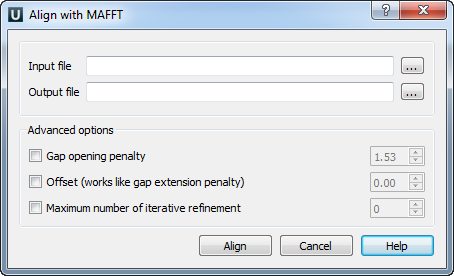 U Align with MAFFT ?
Input file ...
Output file ...
Advanced options
Gap opening penalty 1.53
Offset (works like gap extension penalty) 0.00
Maximum number of iterative refinement 0
Align Cancel Help